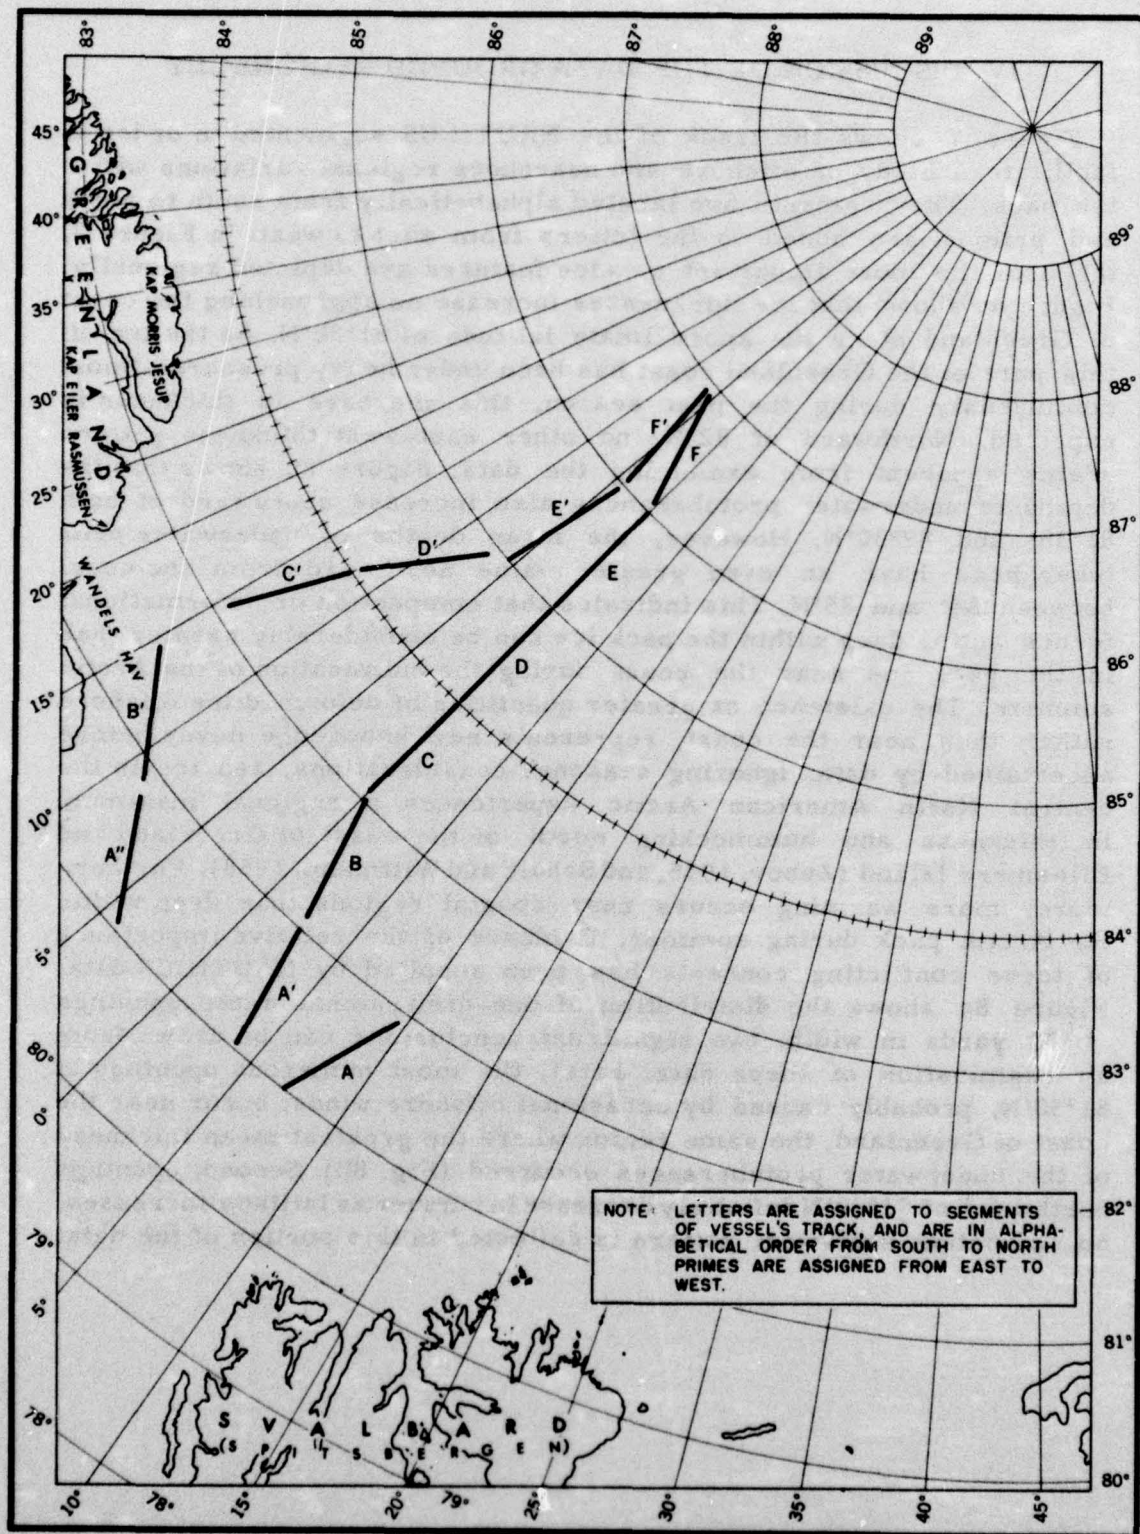 83°
84°
85°
86°
87°
88°
89°
45°
40°
35°
30°
25°
20°
15°
10°
5°
80°
0°
79°
5°
78°
GREENLAND
KAP MORRIS JESUP
KAP EILER RASMUSSEN
WANDELS HAV
89°
88°
87°
86°
85°
84°
83°
82°
81°
80°
F'
F
E'
E
D'
C'
D
C
B'
B
A"
A'
A
NOTE: LETTERS ARE ASSIGNED TO SEGMENTS
OF VESSEL'S TRACK, AND ARE IN ALPHA-
BETICAL ORDER FROM SOUTH TO NORTH
PRIMES ARE ASSIGNED FROM EAST TO
WEST.
SVALBARD
(SPITSBERGEN)
10°
78°
15°
20°
79°
25°
30°
35°
40°
45°